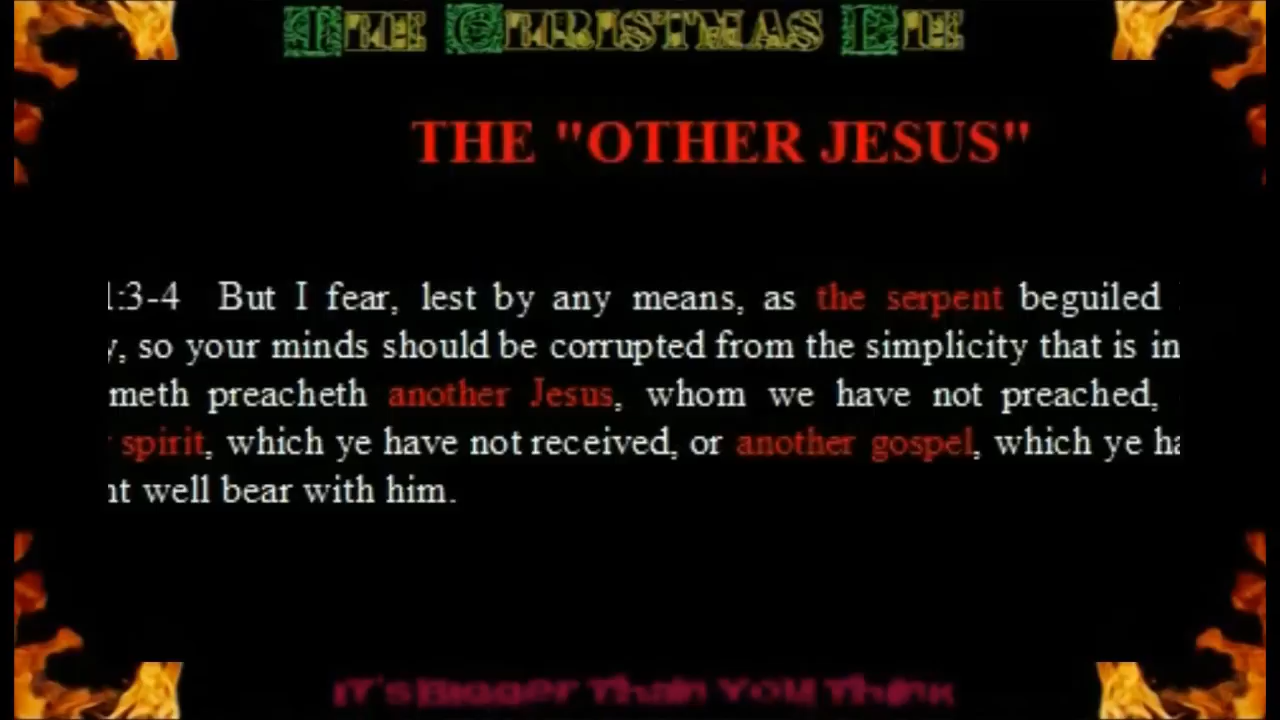 The Christmas Lie
THE "OTHER JESUS"
1:3-4 But I fear, lest by any means, as the serpent beguiled
y, so your minds should be corrupted from the simplicity that is in
meth preacheth another Jesus, whom we have not preached,
spirit, which ye have not received, or another gospel, which ye ha
ht well bear with him.
It's Bigger Than You Think